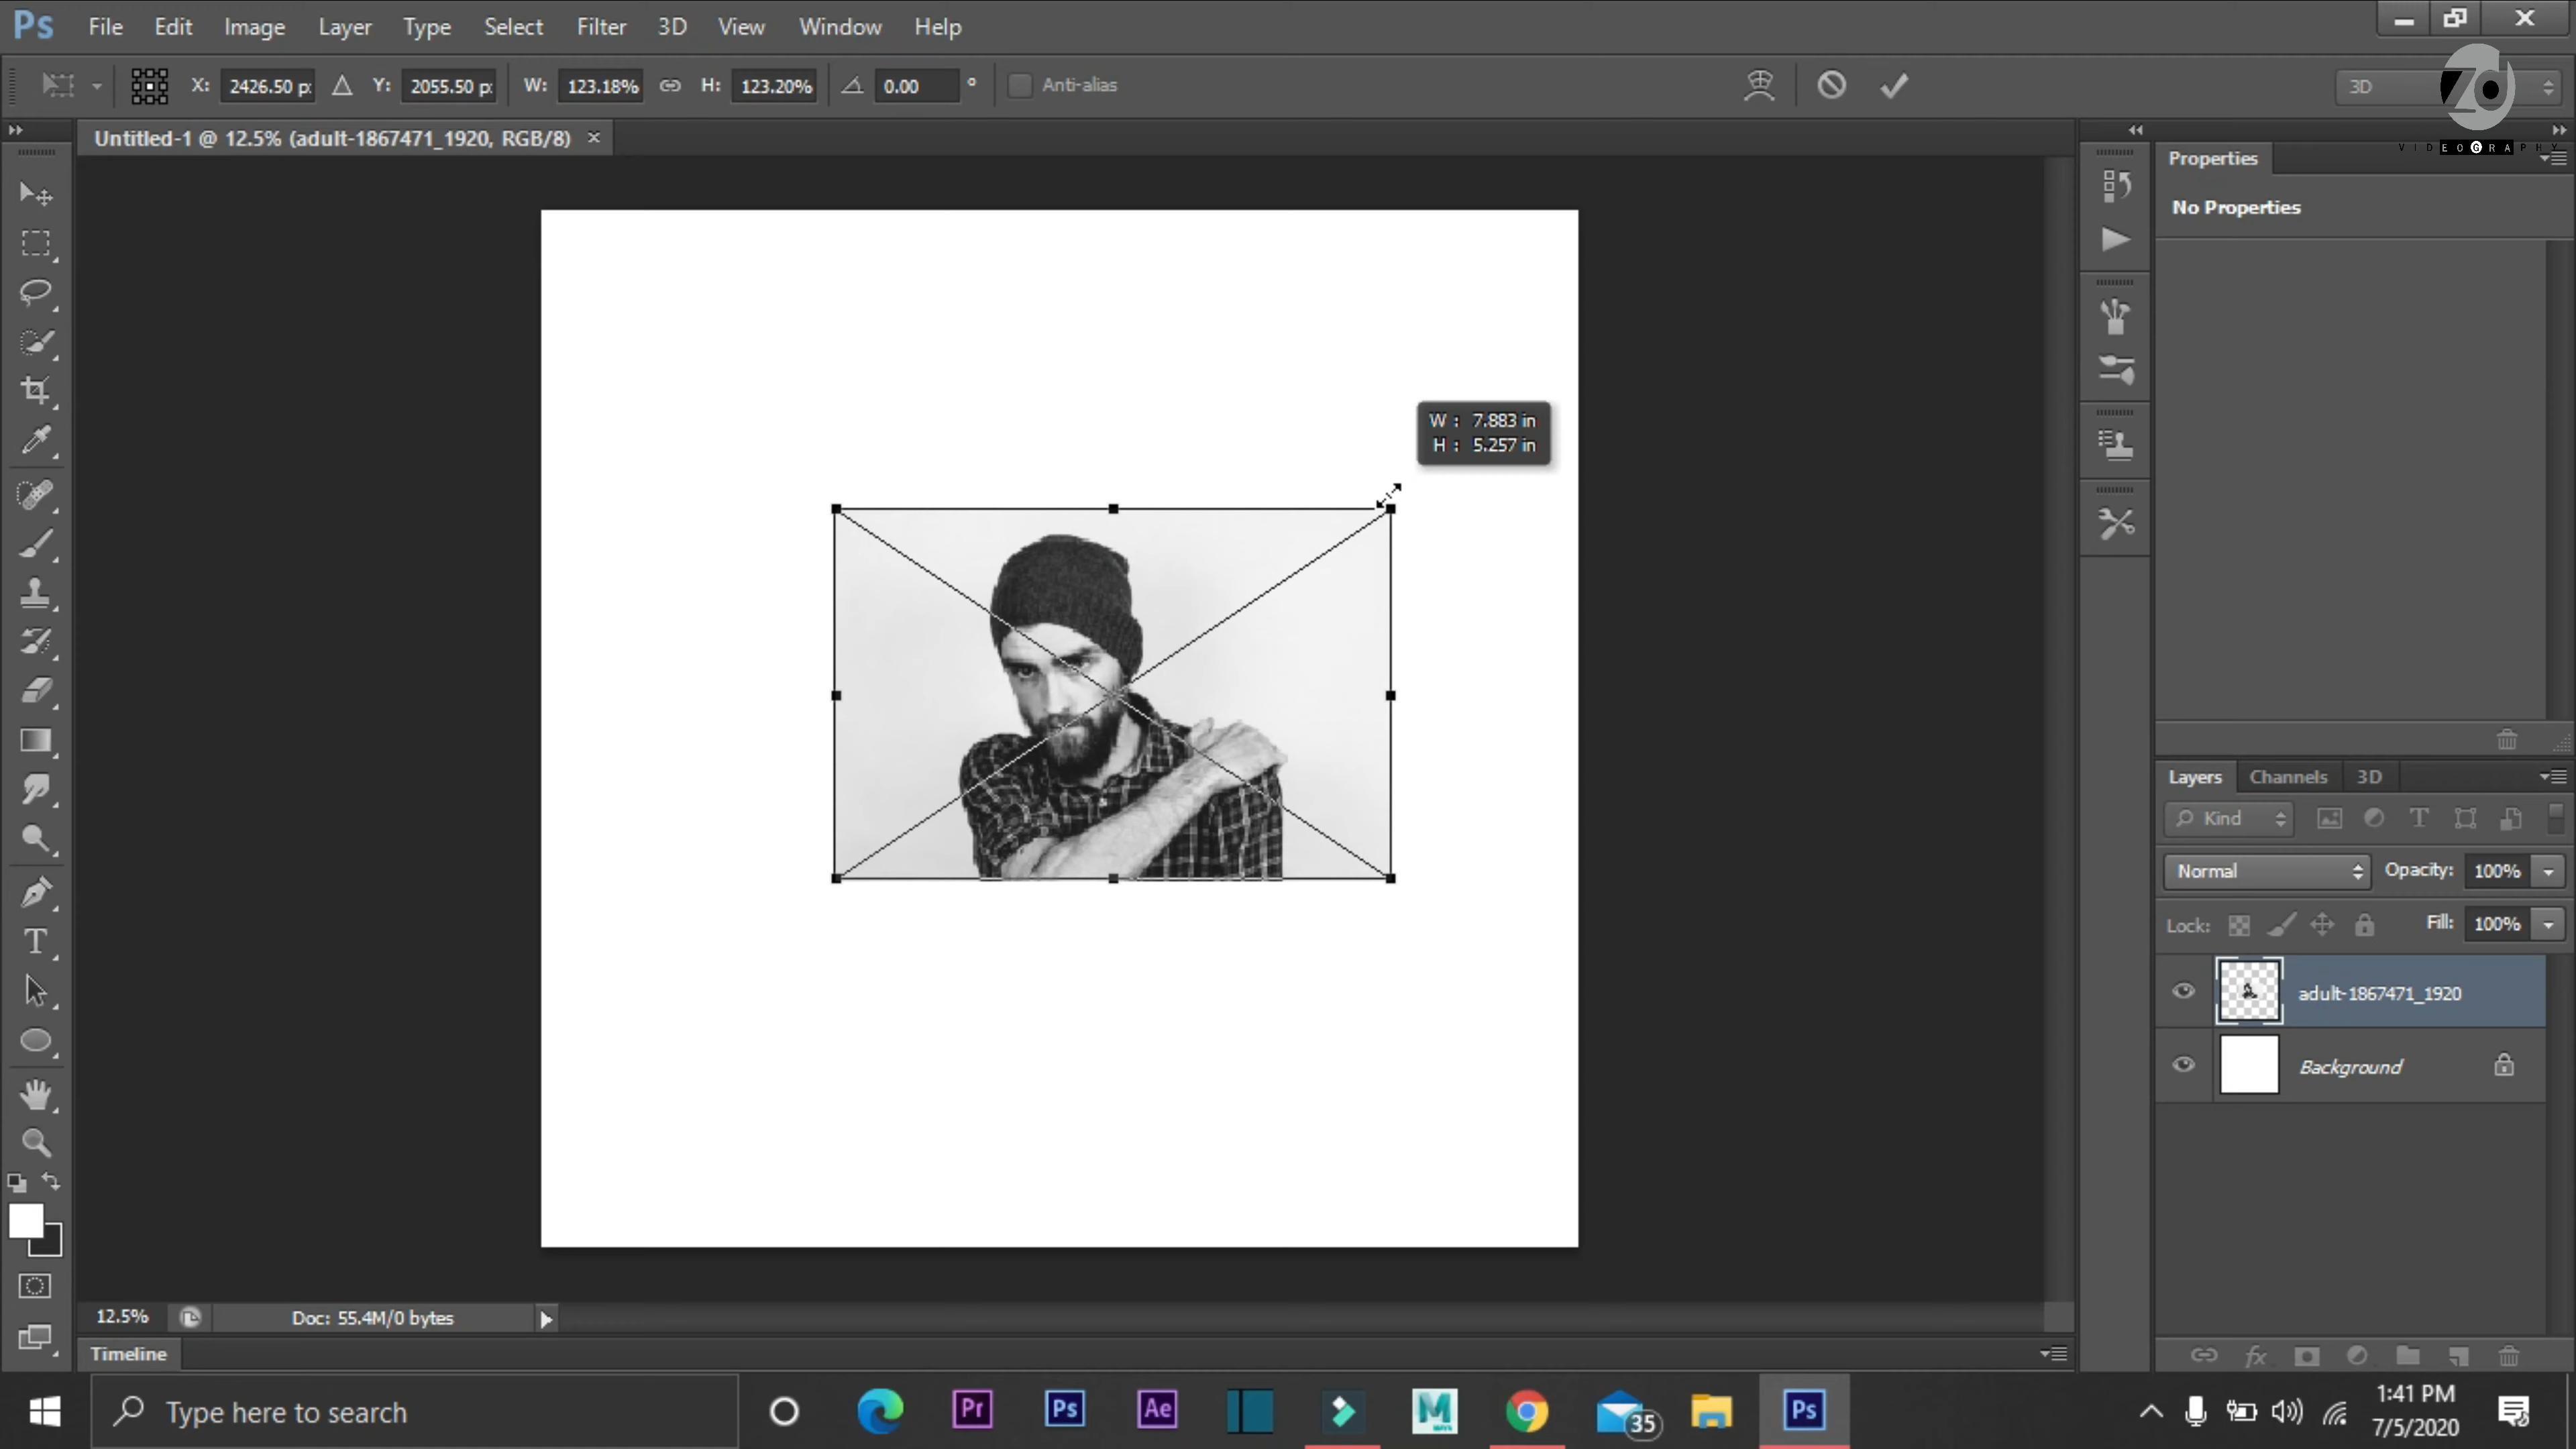 Ps File Edit Image Layer Type Select Filter 3D View Window Help
X: 2426.50 p: Y: 2055.50 p: W: 123.18% H: 123.20% 0.00 ° Anti-alias 3D
VIDEOGRAPHY
Untitled-1 @ 12.5% (adult-1867471_1920, RGB/8) ×
Properties
No Properties
W : 7.883 in
H : 5.257 in
Layers Channels 3D
Kind
Normal Opacity: 100%
Lock: Fill: 100%
adult-1867471_1920
Background
12.5% Doc: 55.4M/0 bytes
Timeline
Type here to search Pr Ps Ae M 35 Ps
1:41 PM
7/5/2020